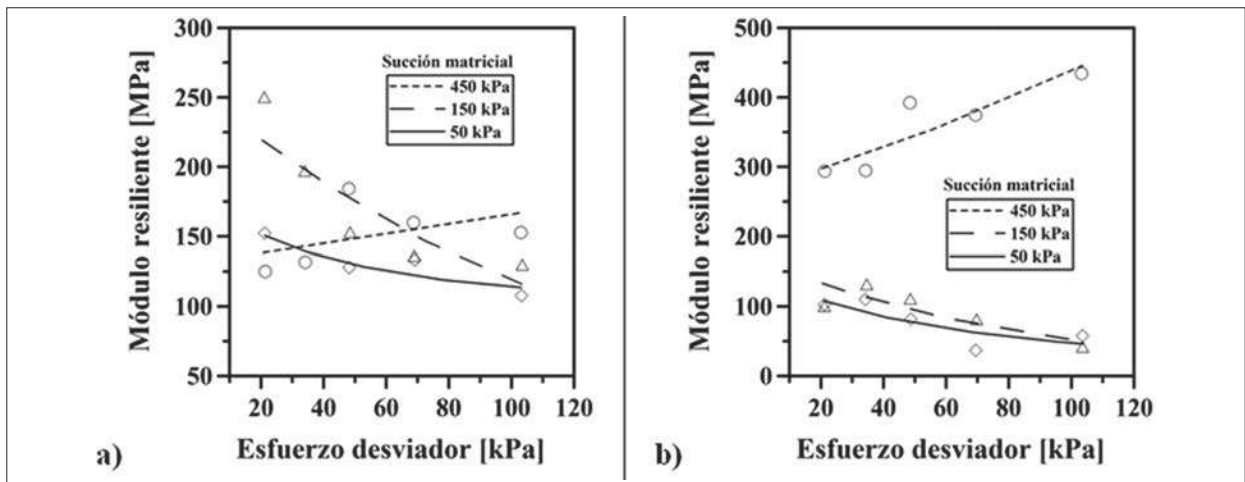 Módulo resiliente [MPa]
300
250
200
150
100
50
Succión matricial
450 kPa
150 kPa
50 kPa
20 40 60 80 100 120
a) Esfuerzo desviador [kPa]
Módulo resiliente [MPa]
500
400
300
200
100
0
Succión matricial
450 kPa
150 kPa
50 kPa
20 40 60 80 100 120
b) Esfuerzo desviador [kPa]